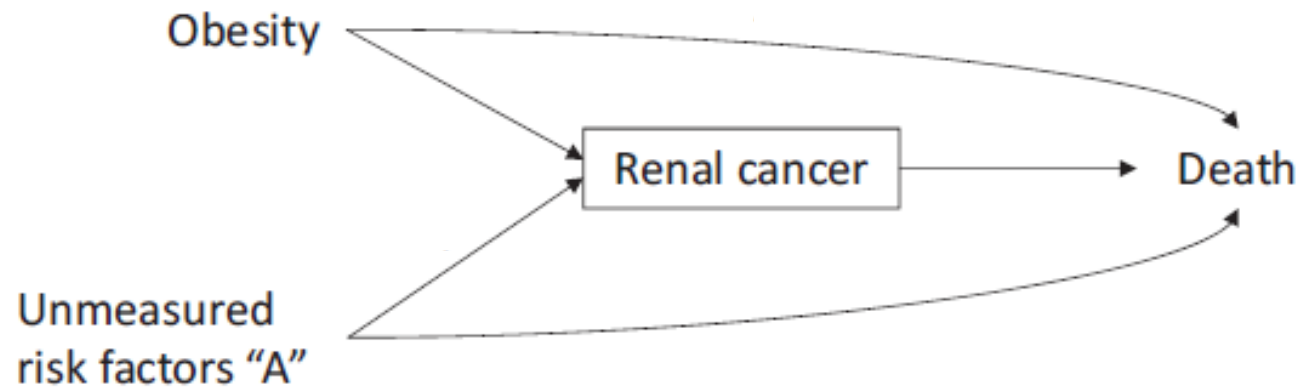 Obesity
Renal cancer
Death
Unmeasured
risk factors “A”